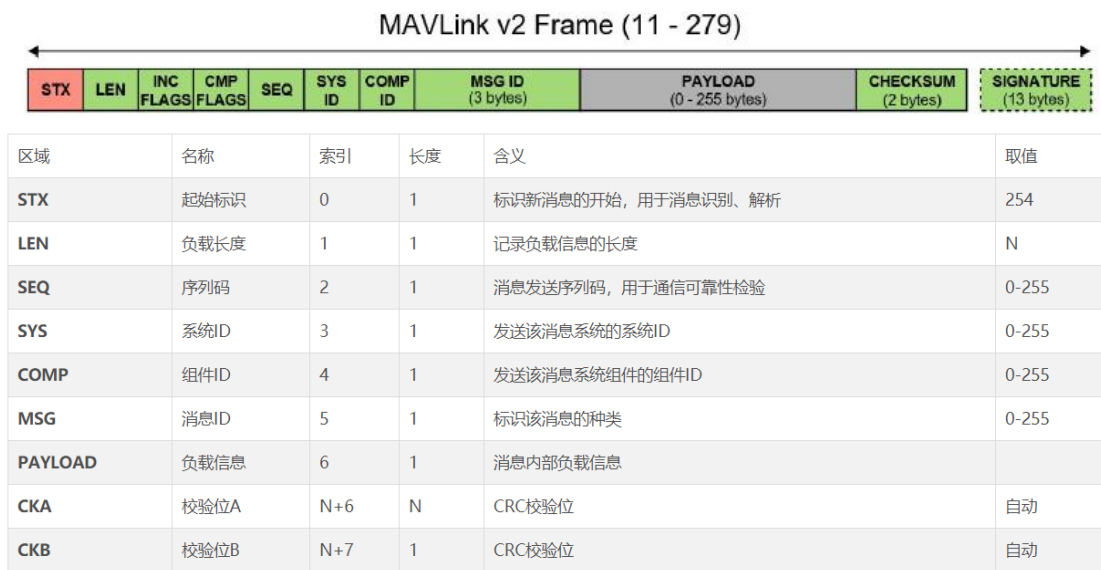 MAVLink v2 Frame (11 - 279)
STX LEN INC FLAGS CMP FLAGS SEQ SYS ID COMP ID MSG ID (3 bytes) PAYLOAD (0 - 255 bytes) CHECKSUM (2 bytes) SIGNATURE (13 bytes)
区域 名称 索引 长度 含义 取值
STX 起始标识 0 1 标识新消息的开始，用于消息识别、解析 254
LEN 负载长度 1 1 记录负载信息的长度 N
SEQ 序列码 2 1 消息发送序列码，用于通信可靠性检验 0-255
SYS 系统ID 3 1 发送该消息系统的系统ID 0-255
COMP 组件ID 4 1 发送该消息系统组件的组件ID 0-255
MSG 消息ID 5 1 标识该消息的种类 0-255
PAYLOAD 负载信息 6 1 消息内部负载信息
CKA 校验位A N+6 N CRC校验位 自动
CKB 校验位B N+7 1 CRC校验位 自动